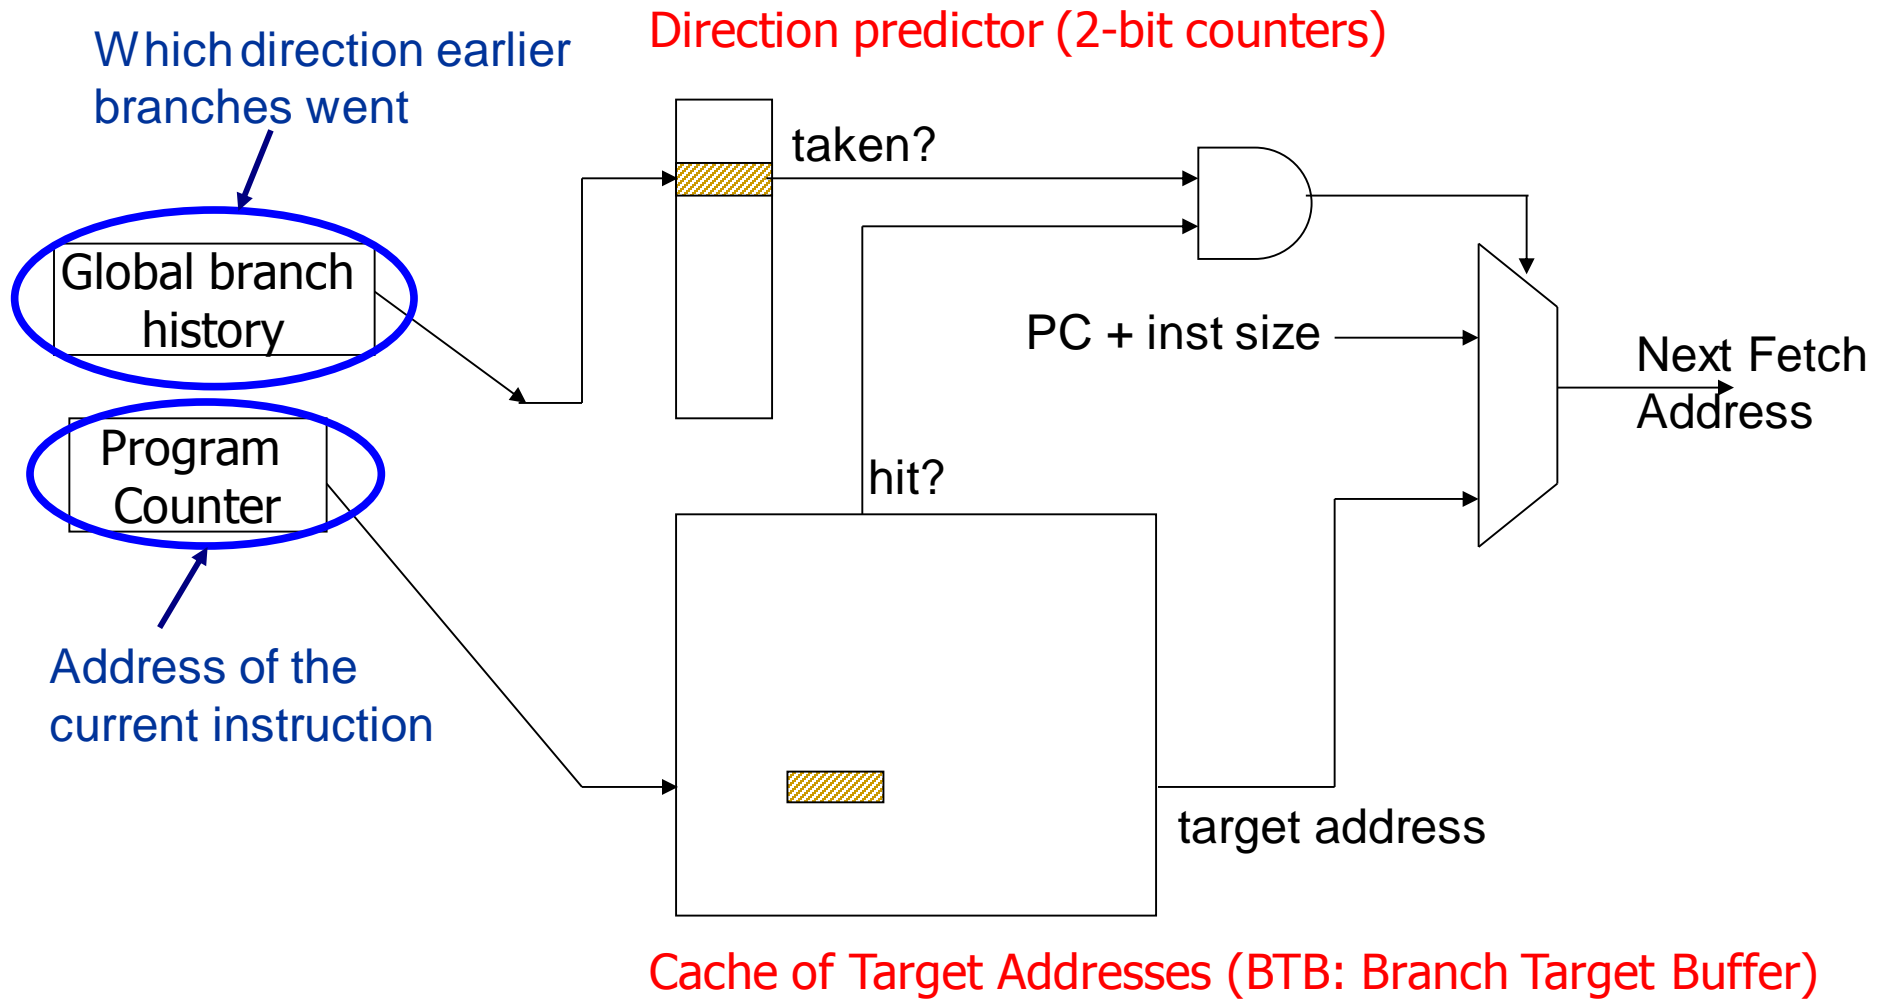 Direction predictor (2-bit counters)
Which direction earlier
branches went
taken?
Global branch
history
PC + inst size
Next Fetch
Address
Program
Counter
hit?
Address of the
current instruction
target address
Cache of Target Addresses (BTB: Branch Target Buffer)